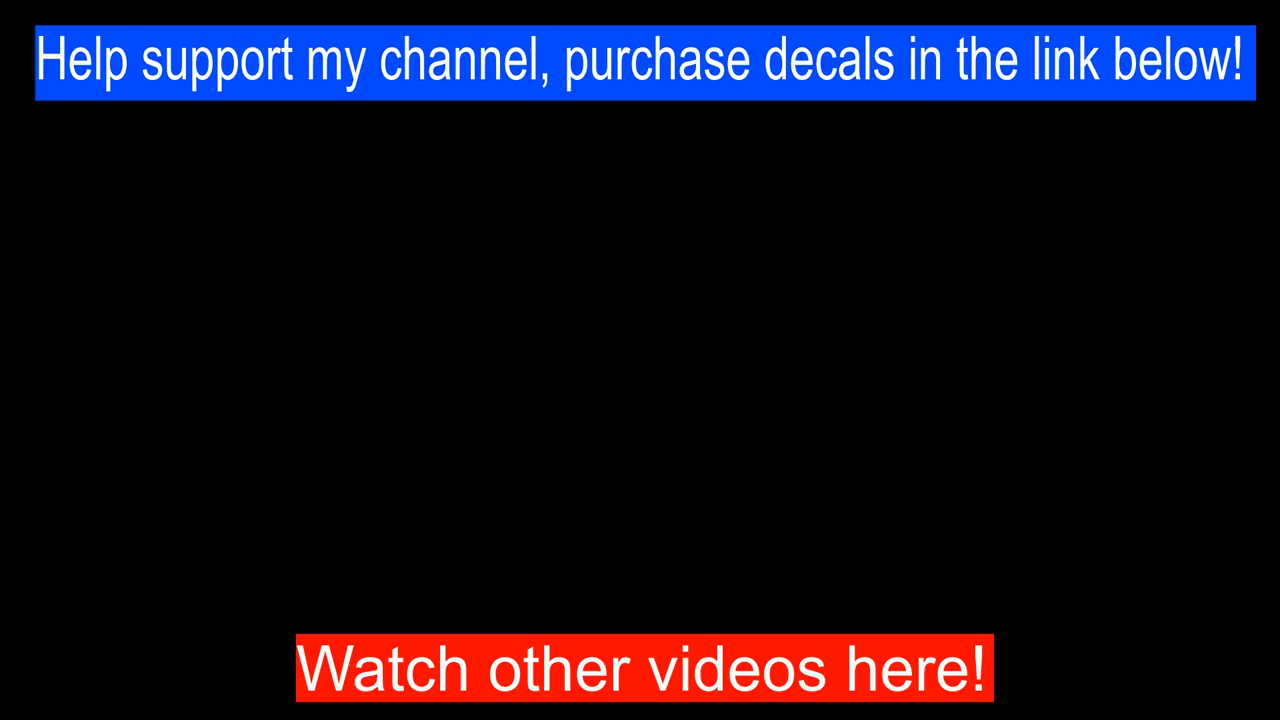 Help support my channel, purchase decals in the link below!
Watch other videos here!